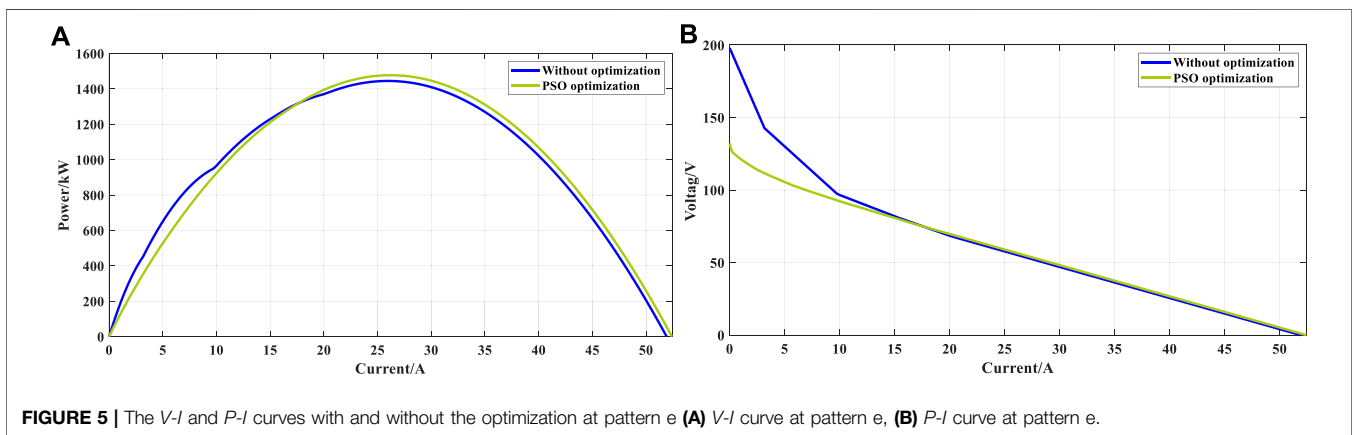 A
1600
1400
1200
1000
800
600
400
200
0
Power/kW
0 5 10 15 20 25 30 35 40 45 50
Current/A
Without optimization
PSO optimization
B
200
150
100
50
0
Voltag/V
0 5 10 15 20 25 30 35 40 45 50
Current/A
Without optimization
PSO optimization
FIGURE 5 | The V-I and P-I curves with and without the optimization at pattern e (A) V-I curve at pattern e, (B) P-I curve at pattern e.